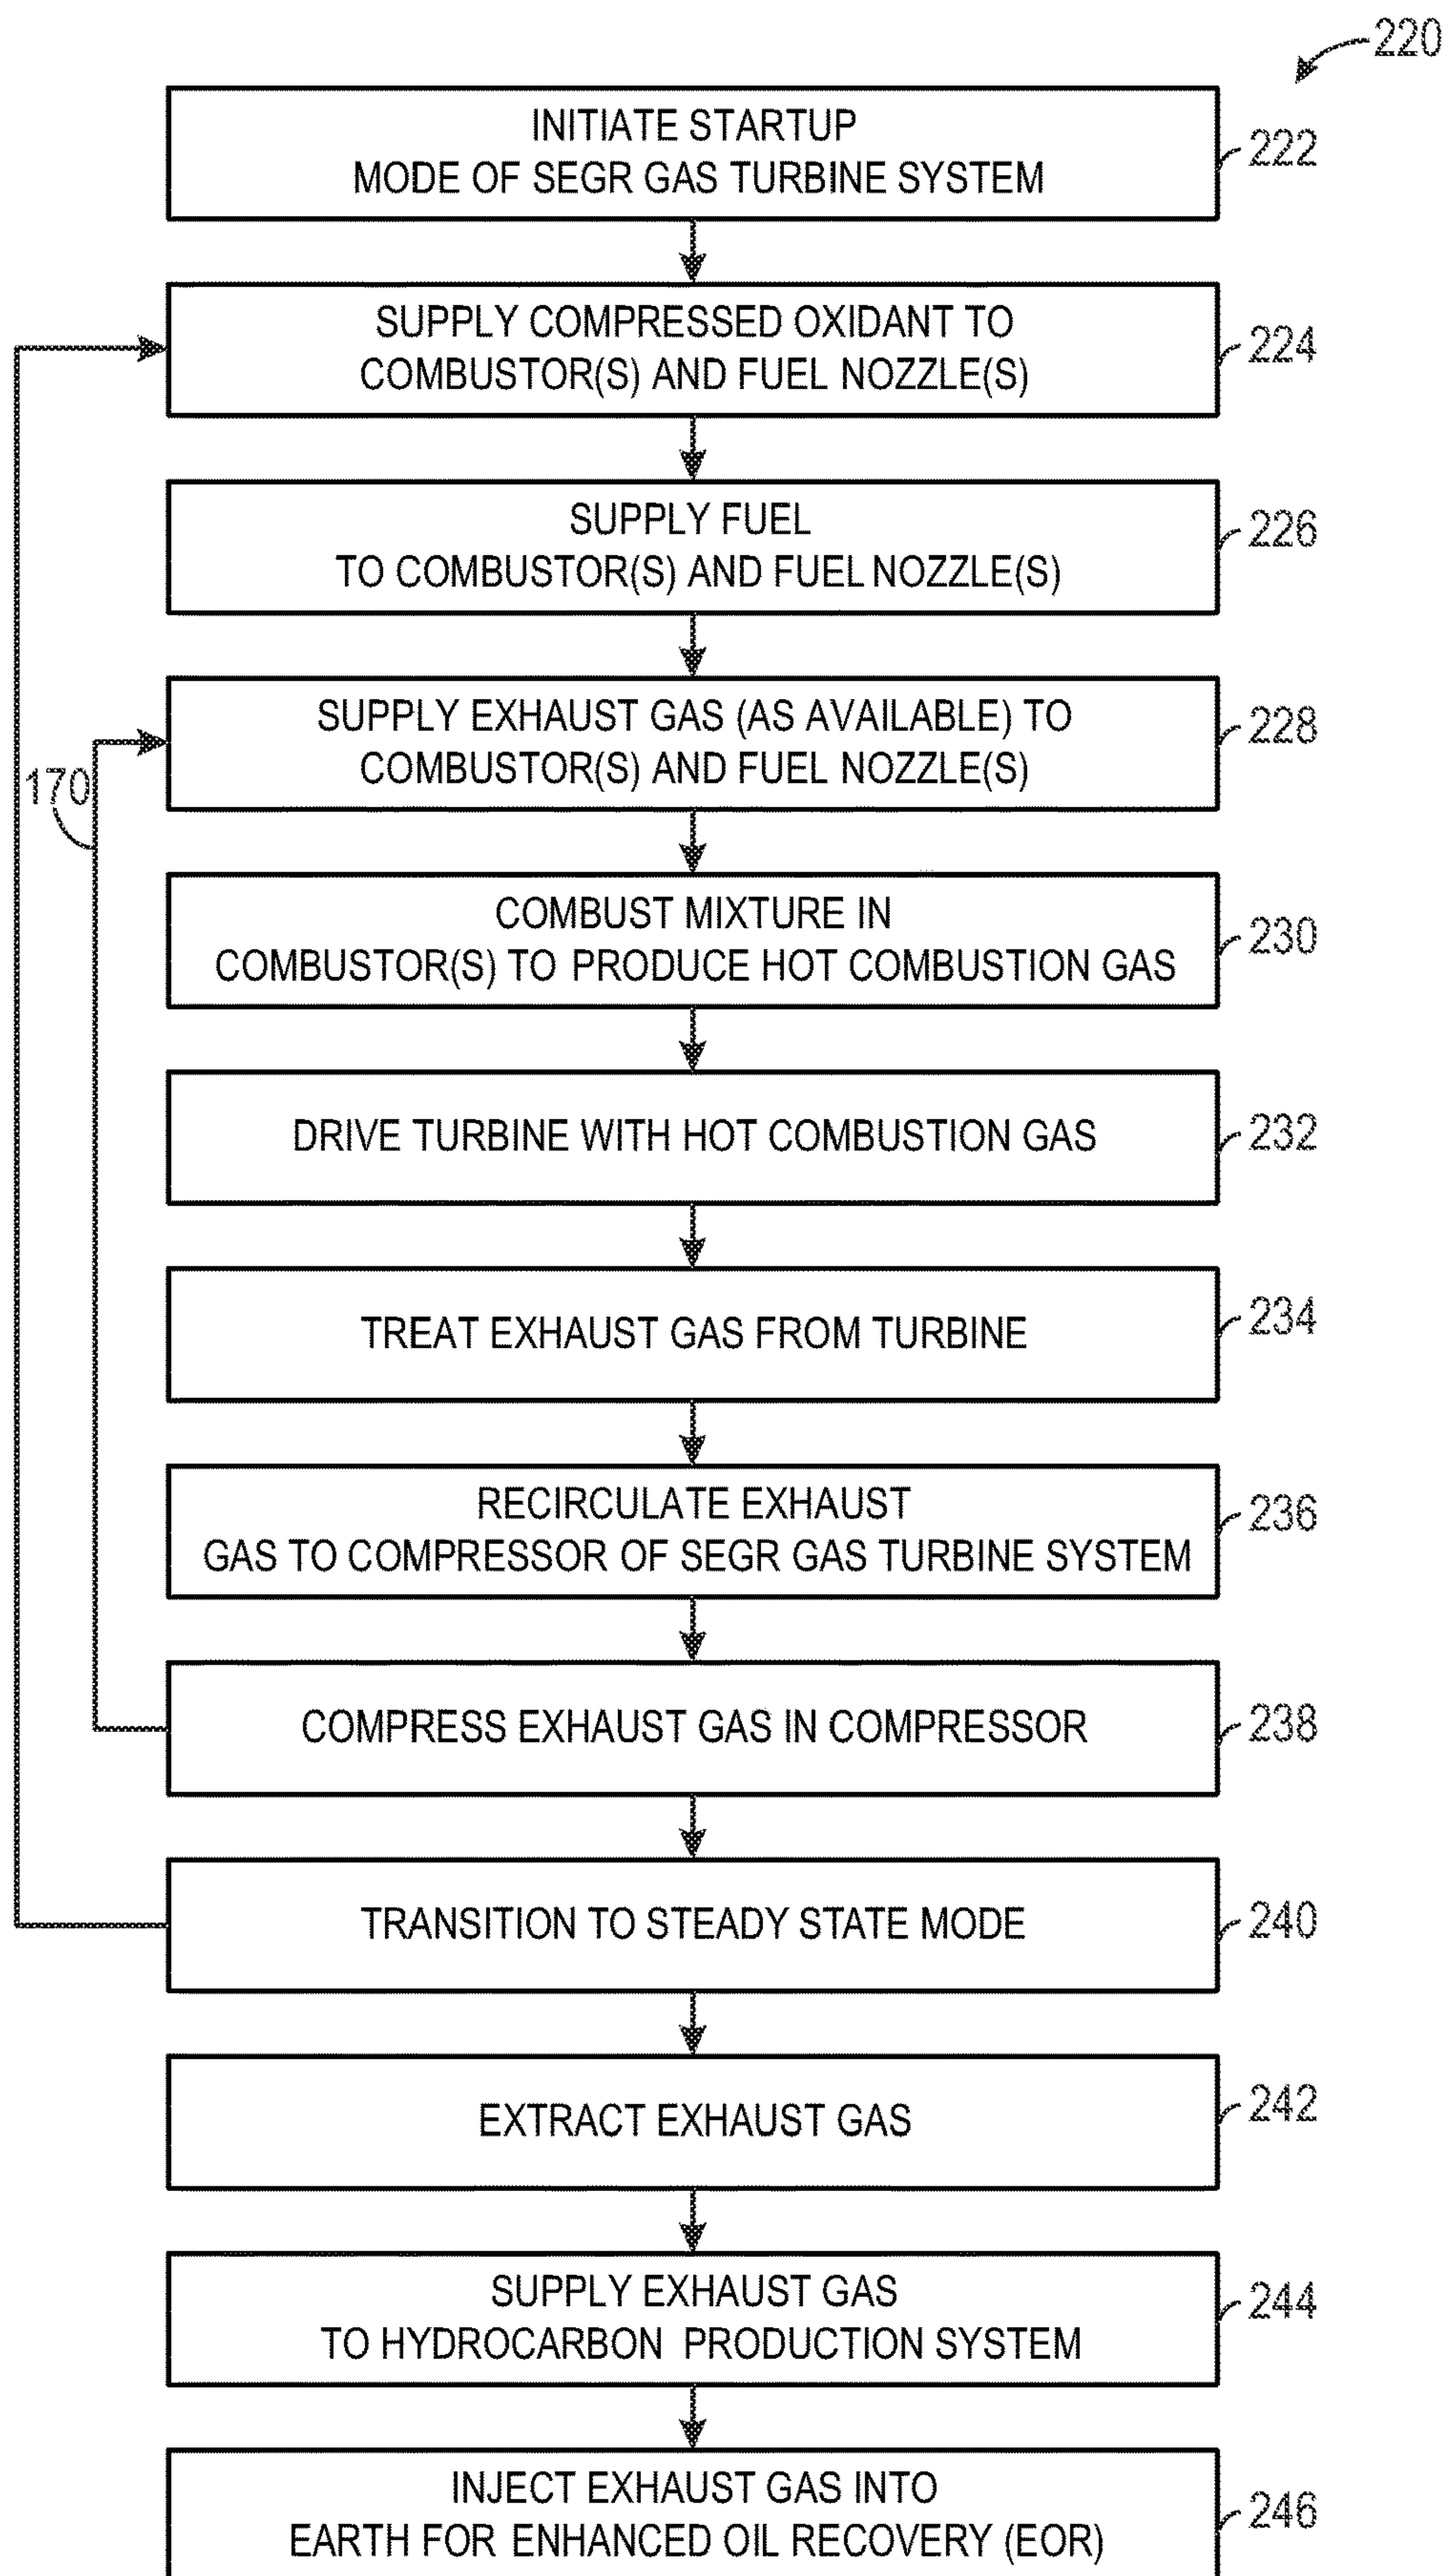 220
INITIATE STARTUP
MODE OF SEGR GAS TURBINE SYSTEM
222
SUPPLY COMPRESSED OXIDANT TO
COMBUSTOR(S) AND FUEL NOZZLE(S)
224
SUPPLY FUEL
TO COMBUSTOR(S) AND FUEL NOZZLE(S)
226
SUPPLY EXHAUST GAS (AS AVAILABLE) TO
COMBUSTOR(S) AND FUEL NOZZLE(S)
228
170
COMBUST MIXTURE IN
COMBUSTOR(S) TO PRODUCE HOT COMBUSTION GAS
230
DRIVE TURBINE WITH HOT COMBUSTION GAS
232
TREAT EXHAUST GAS FROM TURBINE
234
RECIRCULATE EXHAUST
GAS TO COMPRESSOR OF SEGR GAS TURBINE SYSTEM
236
COMPRESS EXHAUST GAS IN COMPRESSOR
238
TRANSITION TO STEADY STATE MODE
240
EXTRACT EXHAUST GAS
242
SUPPLY EXHAUST GAS
TO HYDROCARBON PRODUCTION SYSTEM
244
INJECT EXHAUST GAS INTO
EARTH FOR ENHANCED OIL RECOVERY (EOR)
246